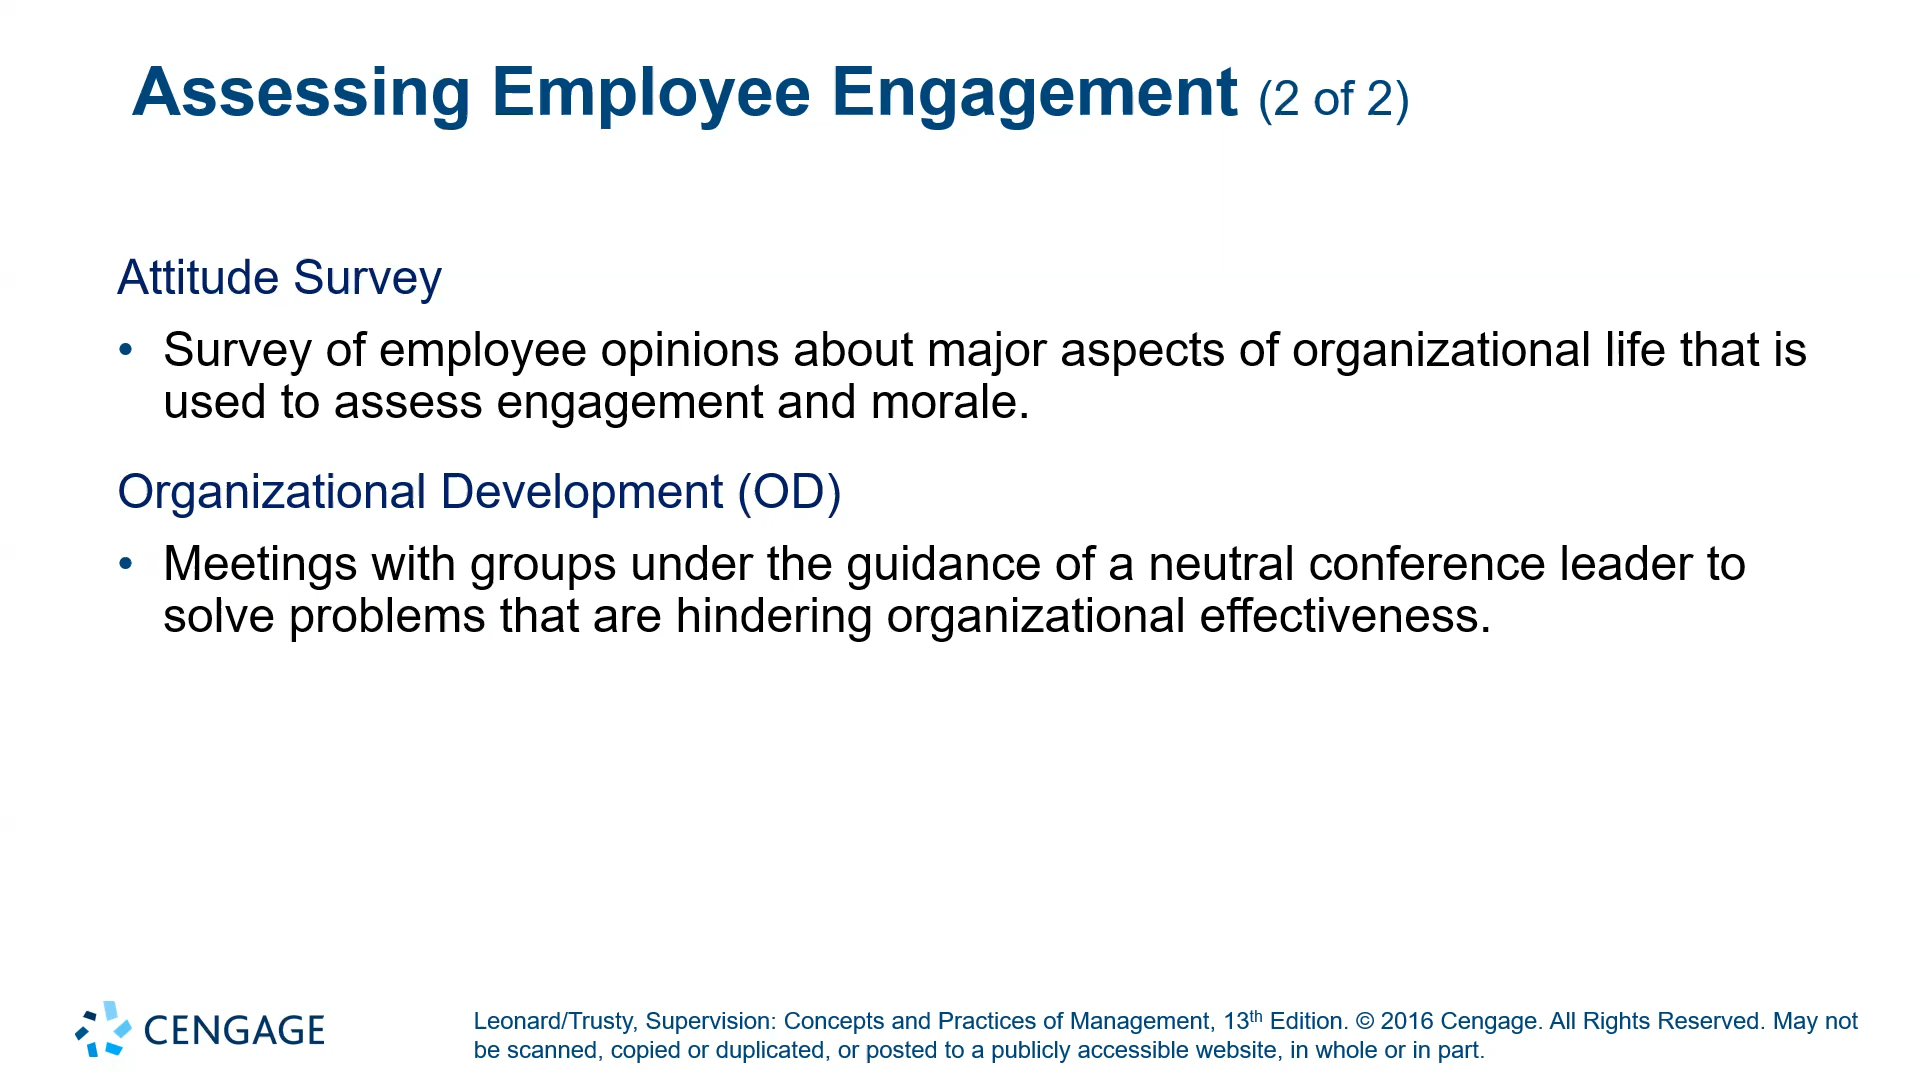 Assessing Employee Engagement (2 of 2)
Attitude Survey
• Survey of employee opinions about major aspects of organizational life that is
used to assess engagement and morale.
Organizational Development (OD)
• Meetings with groups under the guidance of a neutral conference leader to
solve problems that are hindering organizational effectiveness.
CENGAGE
Leonard/Trusty, Supervision: Concepts and Practices of Management, 13th Edition. © 2016 Cengage. All Rights Reserved. May not
be scanned, copied or duplicated, or posted to a publicly accessible website, in whole or in part.